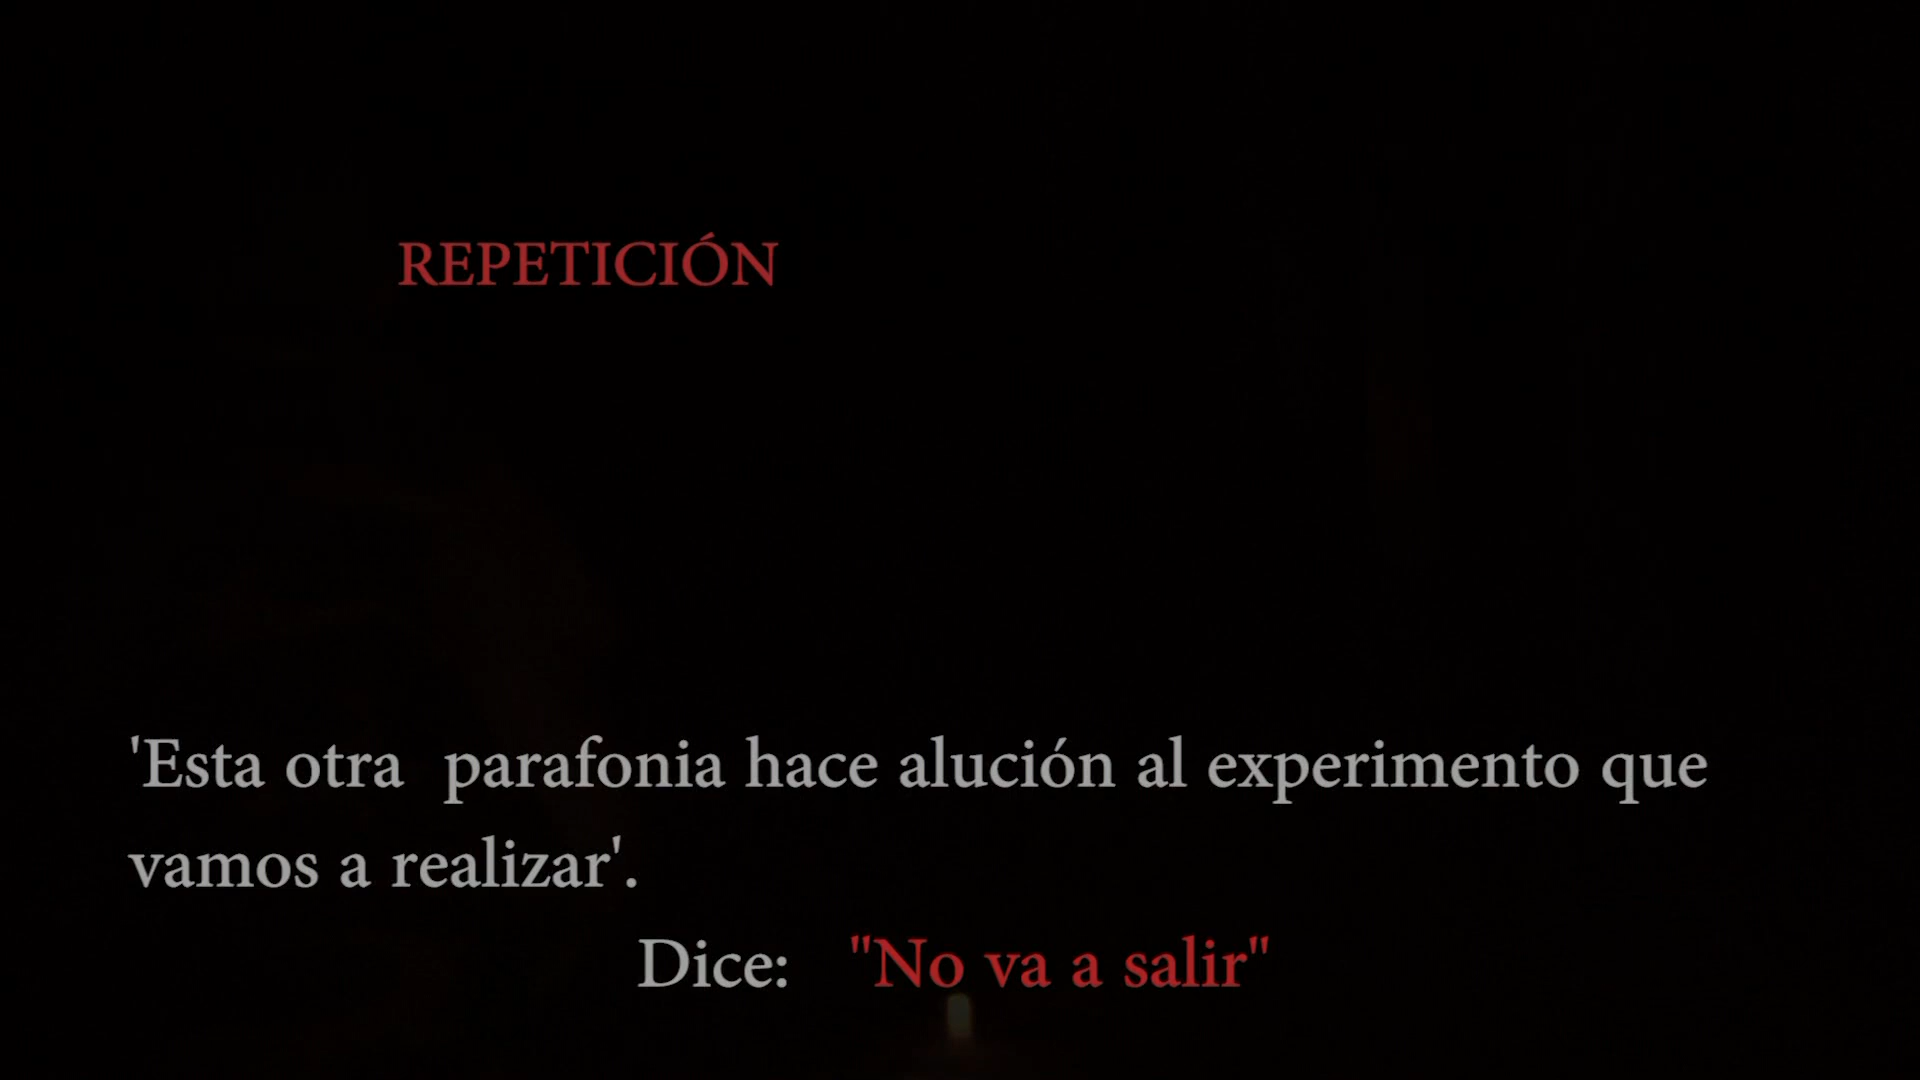 REPETICIÓN
'Esta otra  parafonia hace alución al experimento que
vamos a realizar'.
Dice:   "No va a salir"